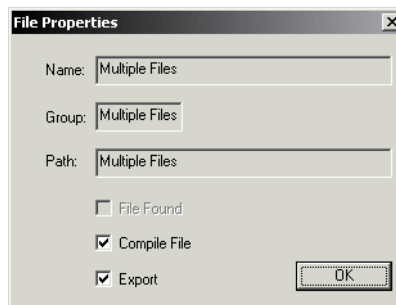 File Properties
Name: Multiple Files
Group: Multiple Files
Path: Multiple Files
File Found
Compile File
Export
OK